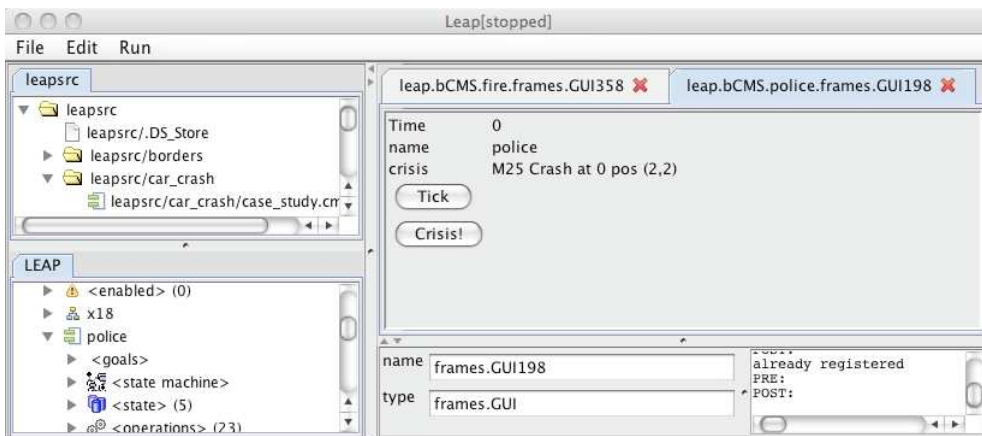 Leap[stopped]
File Edit Run
leapsrc
leapsrc
leapsrc/.DS_Store
leapsrc/borders
leapsrc/car_crash
leapsrc/car_crash/case_study.cm
LEAP
<enabled> (0)
x18
police
<goals>
<state machine>
<state> (5)
<operations> (23)
leap.bCMS.fire.frames.GUI358 leap.bCMS.police.frames.GUI198
Time 0
name police
crisis M25 Crash at 0 pos (2,2)
Tick
Crisis!
name frames.GUI198
type frames.GUI
POST:
already registered
PRE:
POST: